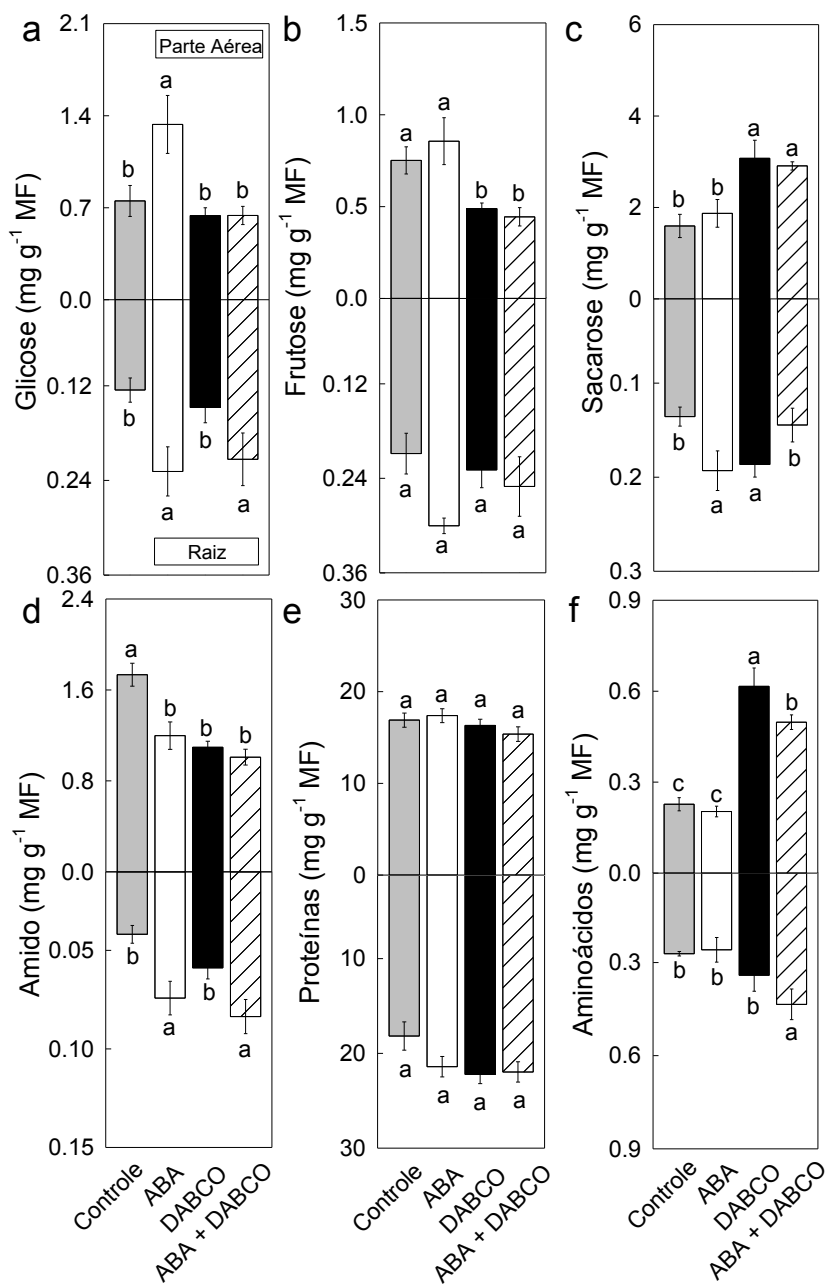 a
2.1
1.4
0.7
0.0
0.12
0.24
0.36
Glicose (mg g⁻¹ MF)
Parte Aérea
b a b b
b a b a
Raiz
b
1.5
1.0
0.5
0.0
0.12
0.24
0.36
Frutose (mg g⁻¹ MF)
a a b b
a a a a
c
6
4
2
0
0.1
0.2
0.3
Sacarose (mg g⁻¹ MF)
b b a a
b a a b
d
2.4
1.6
0.8
0.0
0.05
0.10
0.15
Amido (mg g⁻¹ MF)
a b b b
b a b a
Controle
ABA
DABCO
ABA + DABCO
e
30
20
10
0
10
20
30
Proteínas (mg g⁻¹ MF)
a a a a
a a a a
Controle
ABA
DABCO
ABA + DABCO
f
0.9
0.6
0.3
0.0
0.3
0.6
0.9
Aminoácidos (mg g⁻¹ MF)
c c a b
b b b a
Controle
ABA
DABCO
ABA + DABCO